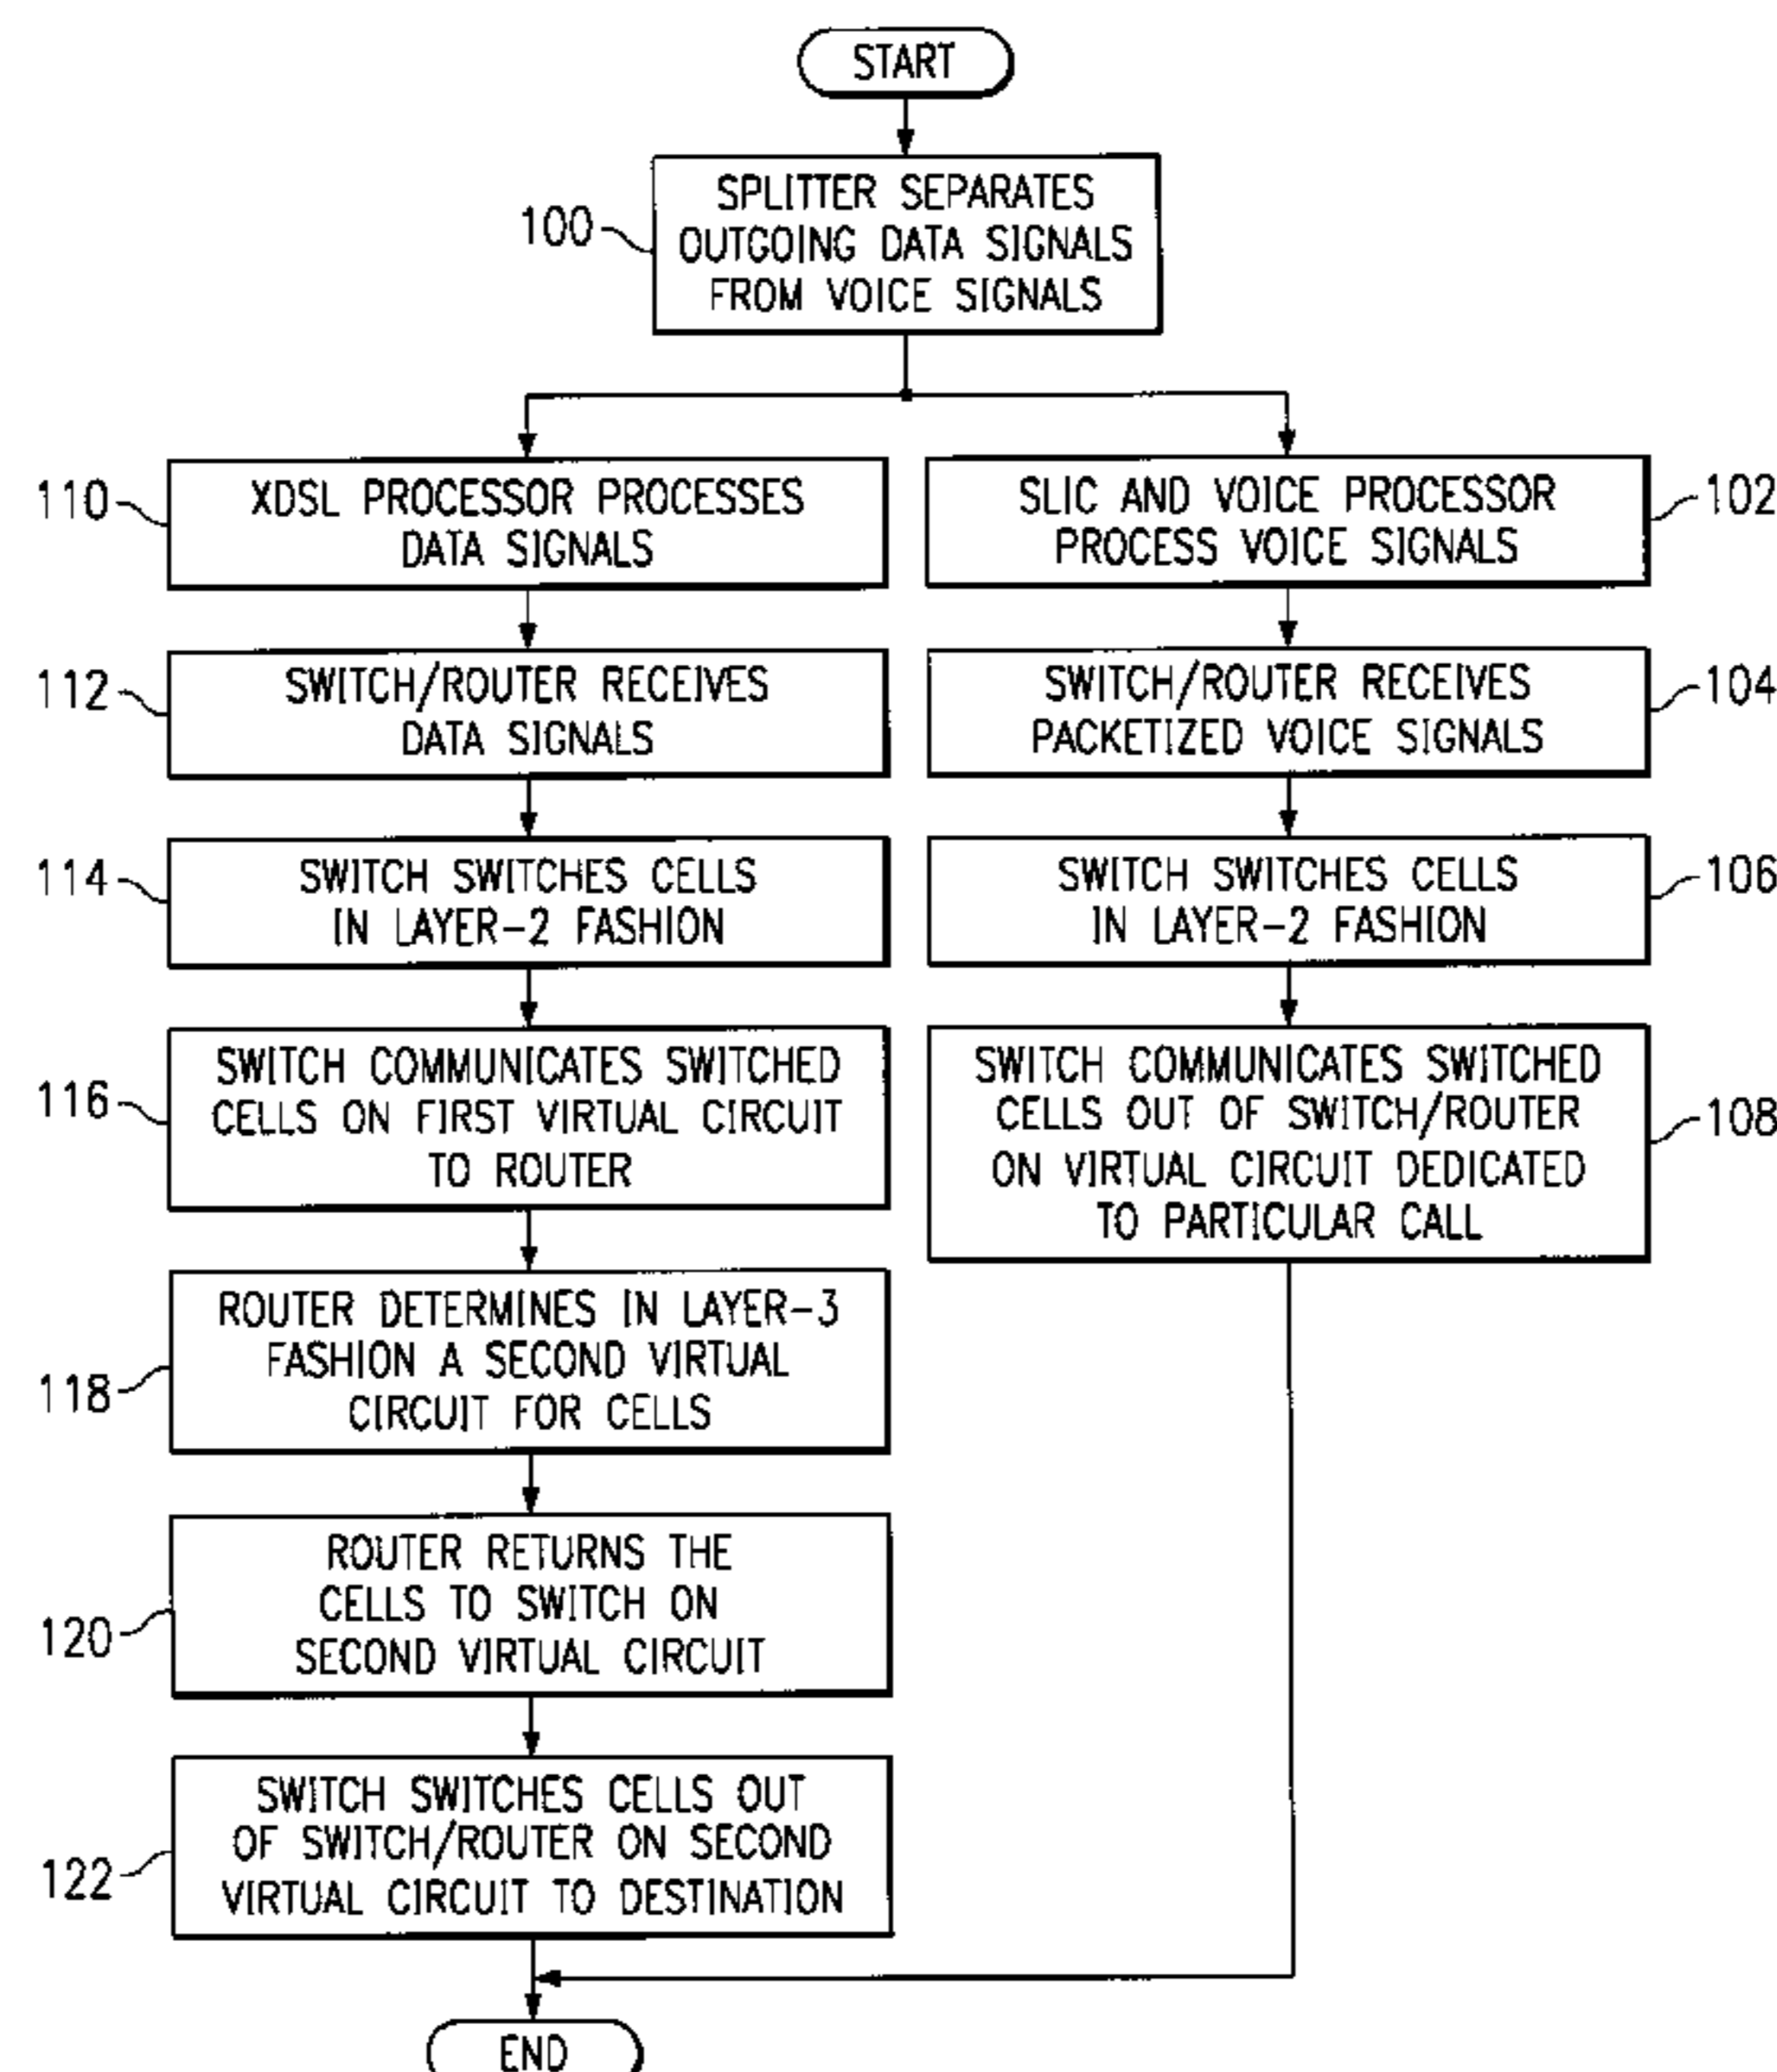 START
100
SPLITTER SEPARATES
OUTGOING DATA SIGNALS
FROM VOICE SIGNALS
110
XDSL PROCESSOR PROCESSES
DATA SIGNALS
SLIC AND VOICE PROCESSOR
PROCESS VOICE SIGNALS
102
112
SWITCH/ROUTER RECEIVES
DATA SIGNALS
SWITCH/ROUTER RECEIVES
PACKETIZED VOICE SIGNALS
104
114
SWITCH SWITCHES CELLS
IN LAYER-2 FASHION
SWITCH SWITCHES CELLS
IN LAYER-2 FASHION
106
116
SWITCH COMMUNICATES SWITCHED
CELLS ON FIRST VIRTUAL CIRCUIT
TO ROUTER
SWITCH COMMUNICATES SWITCHED
CELLS OUT OF SWITCH/ROUTER
ON VIRTUAL CIRCUIT DEDICATED
TO PARTICULAR CALL
108
118
ROUTER DETERMINES IN LAYER-3
FASHION A SECOND VIRTUAL
CIRCUIT FOR CELLS
120
ROUTER RETURNS THE
CELLS TO SWITCH ON
SECOND VIRTUAL CIRCUIT
122
SWITCH SWITCHES CELLS OUT
OF SWITCH/ROUTER ON SECOND
VIRTUAL CIRCUIT TO DESTINATION
END